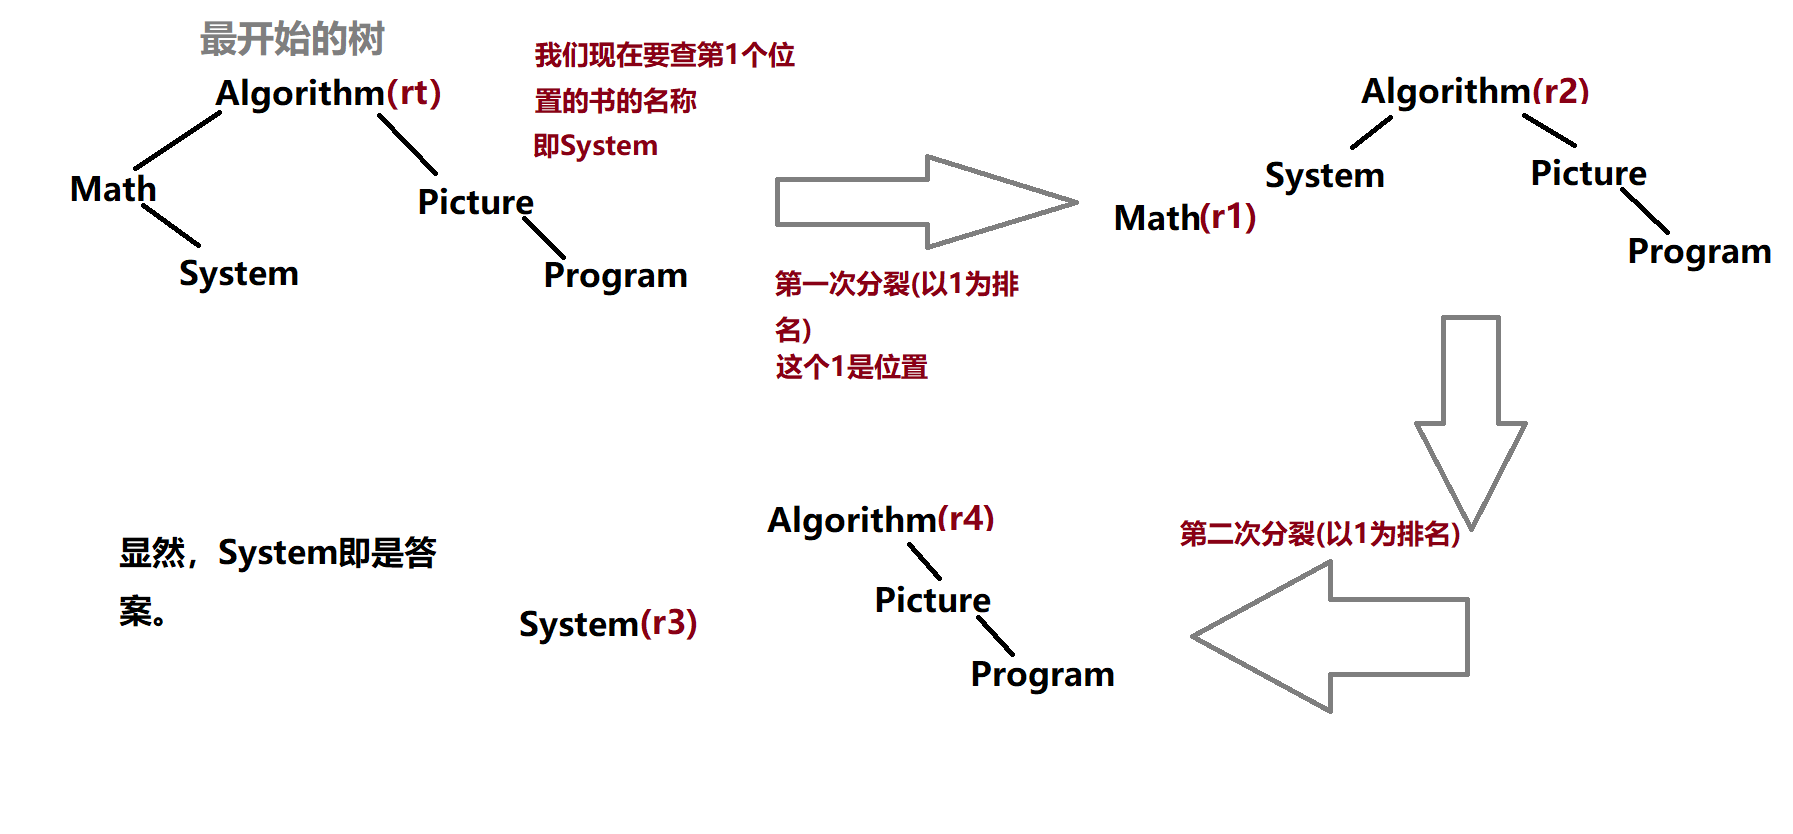 最开始的树
Algorithm(rt)
Math
System
Picture
Program
我们现在要查第1个位
置的书的名称
即System
第一次分裂(以1为排
名)
这个1是位置
Algorithm(r2)
System
Math(r1)
Picture
Program
第二次分裂(以1为排名)
Algorithm(r4)
Picture
Program
System(r3)
显然，System即是答
案。